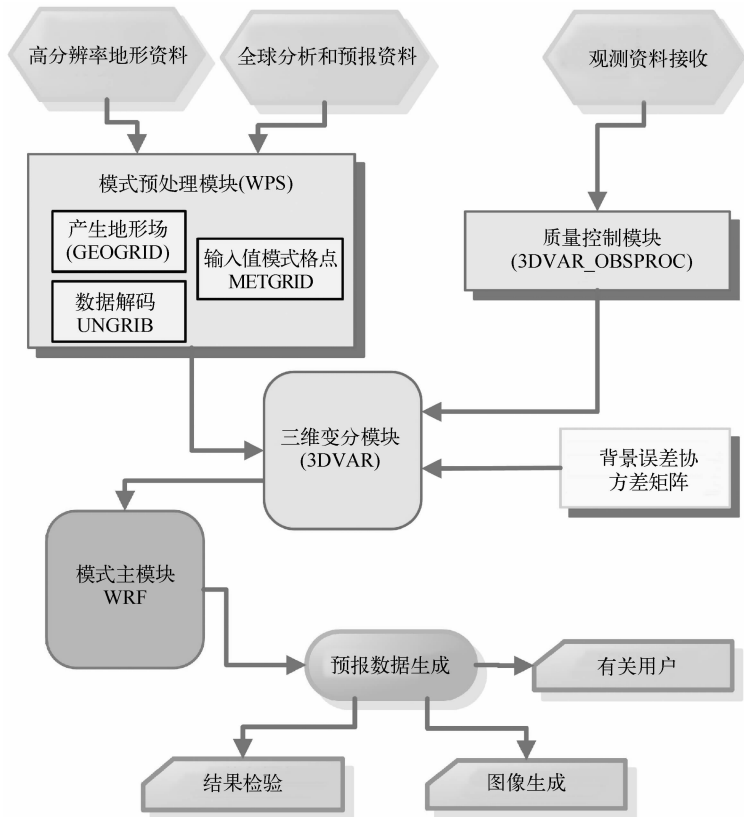 高分辨率地形资料
全球分析和预报资料
观测资料接收
模式预处理模块(WPS)
产生地形场
(GEOGRID)
输入值模式格点
METGRID
数据解码
UNGRIB
质量控制模块
(3DVAR_OBSPROC)
三维变分模块
(3DVAR)
背景误差协
方差矩阵
模式主模块
WRF
预报数据生成
有关用户
结果检验
图像生成